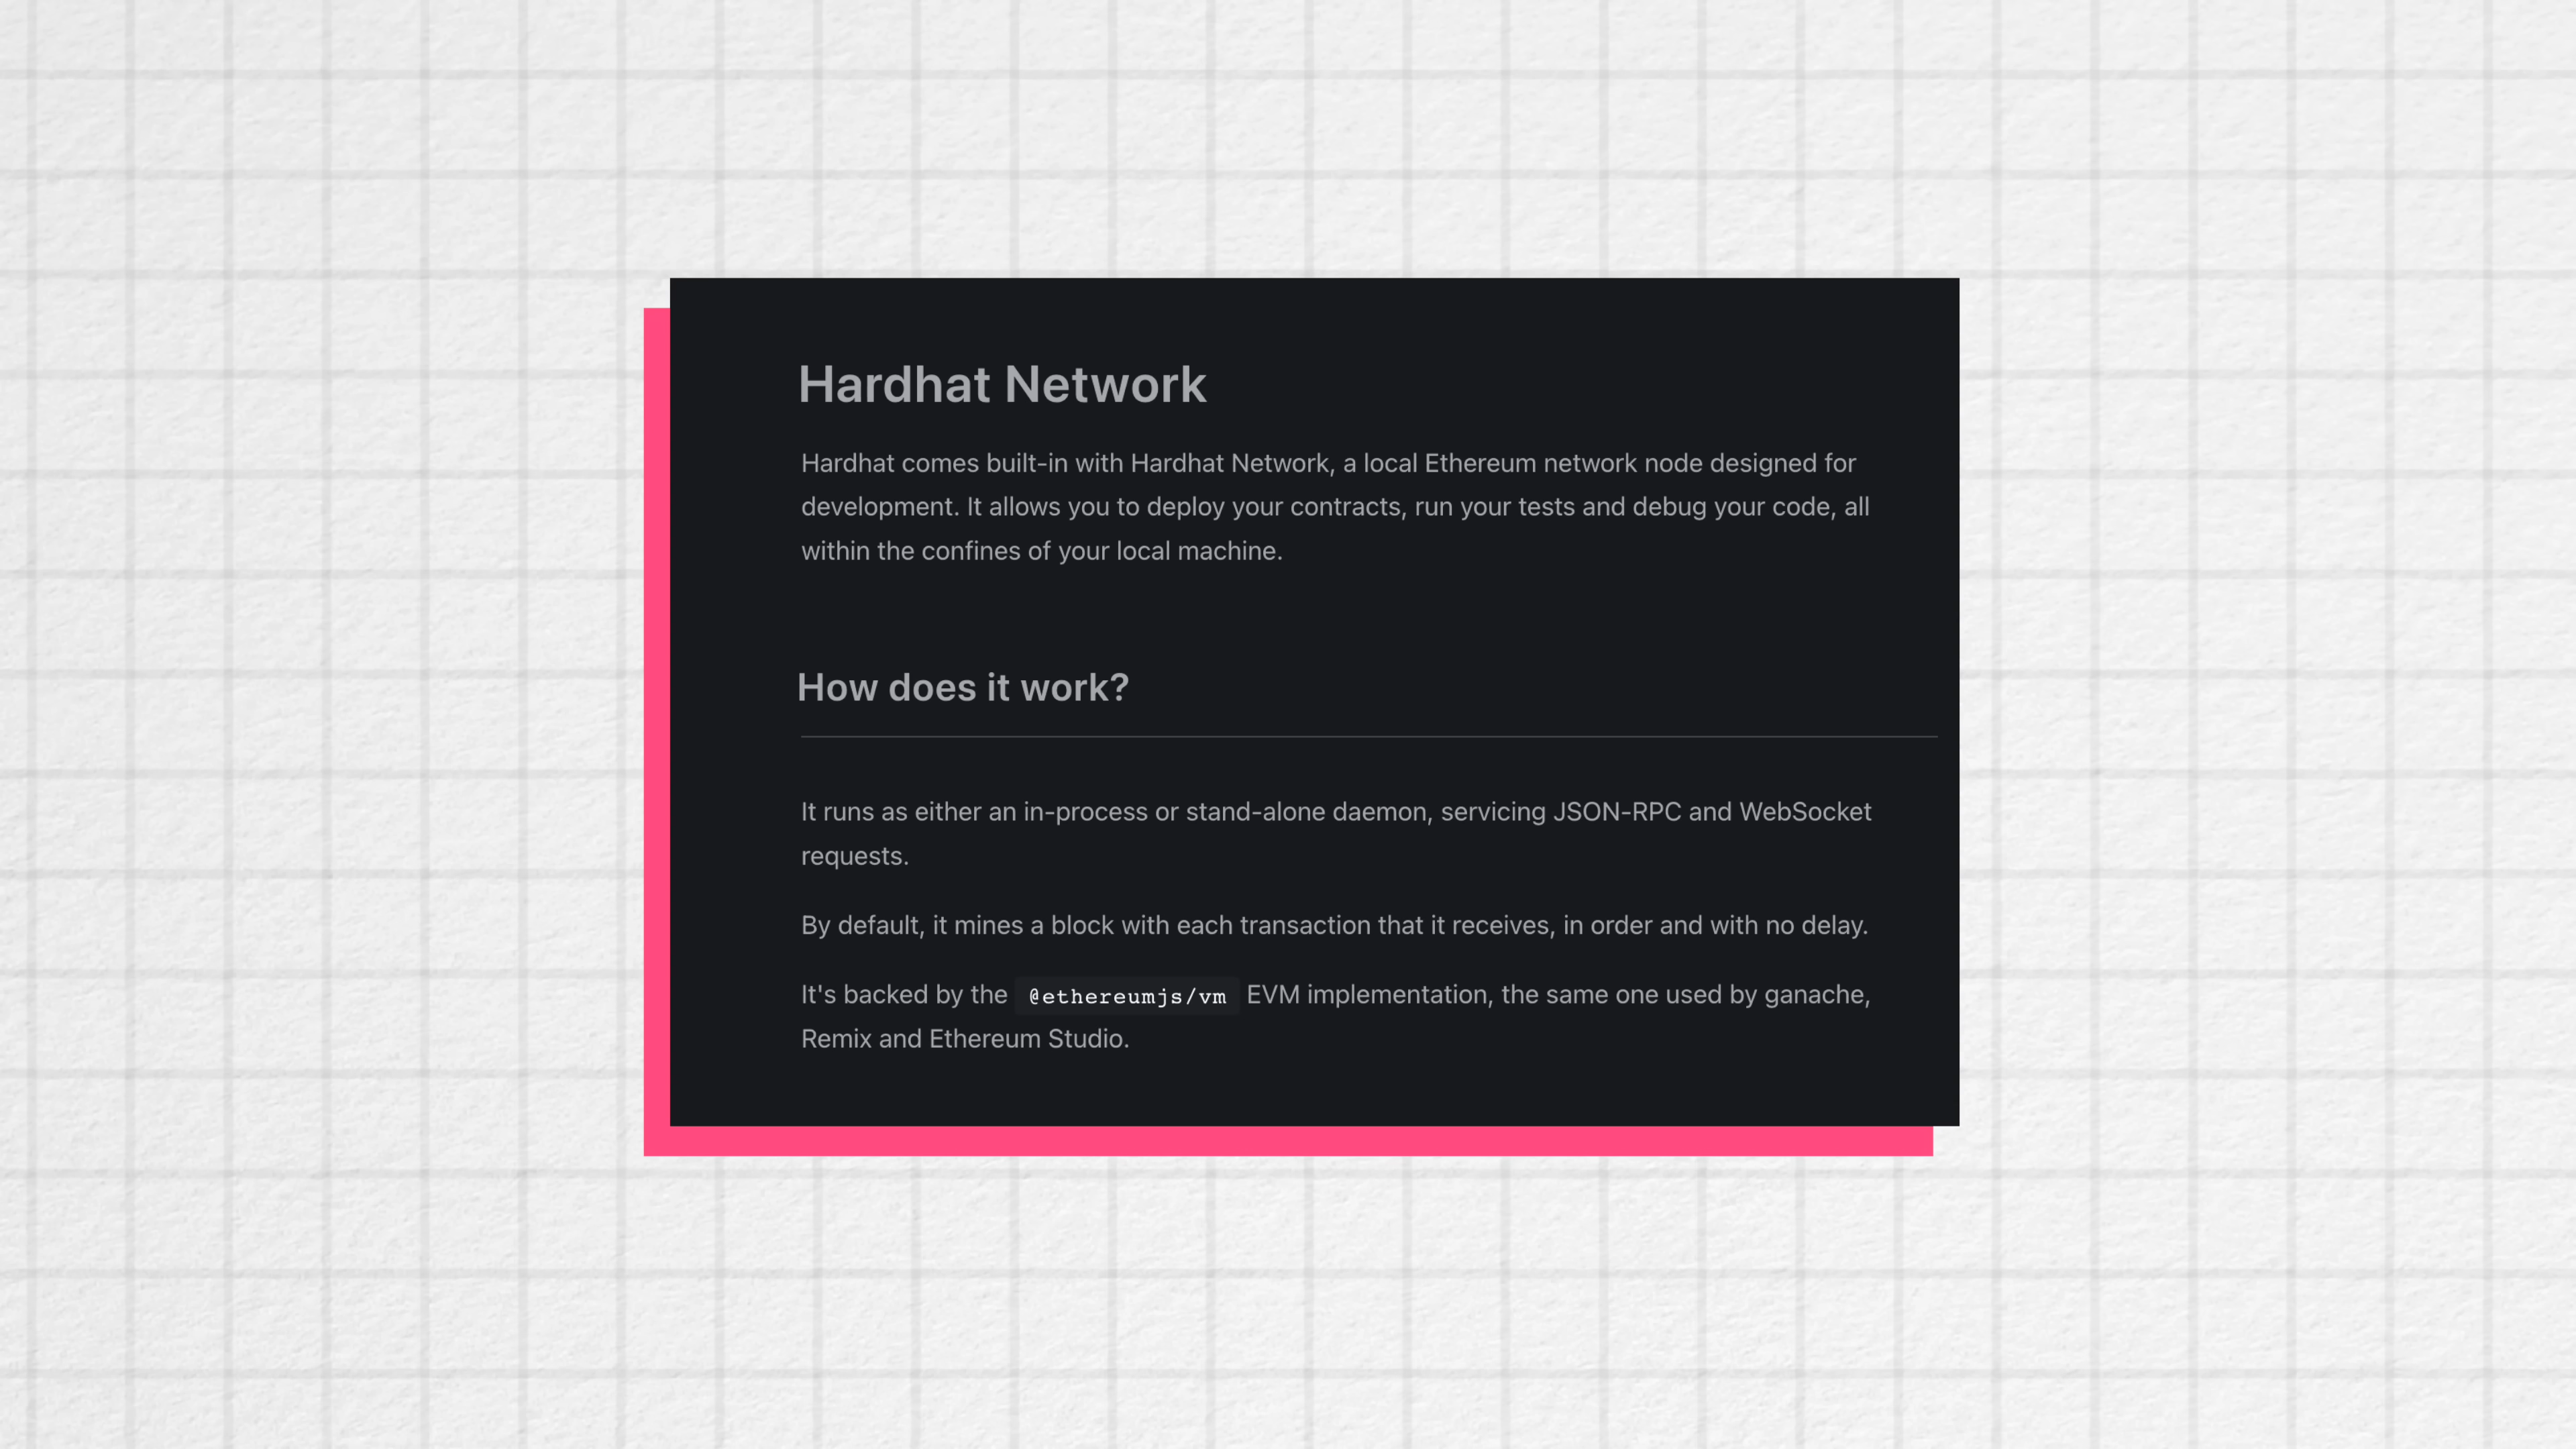 Hardhat Network
Hardhat comes built-in with Hardhat Network, a local Ethereum network node designed for
development. It allows you to deploy your contracts, run your tests and debug your code, all
within the confines of your local machine.
How does it work?
It runs as either an in-process or stand-alone daemon, servicing JSON-RPC and WebSocket
requests.
By default, it mines a block with each transaction that it receives, in order and with no delay.
It's backed by the @ethereumjs/vm EVM implementation, the same one used by ganache,
Remix and Ethereum Studio.